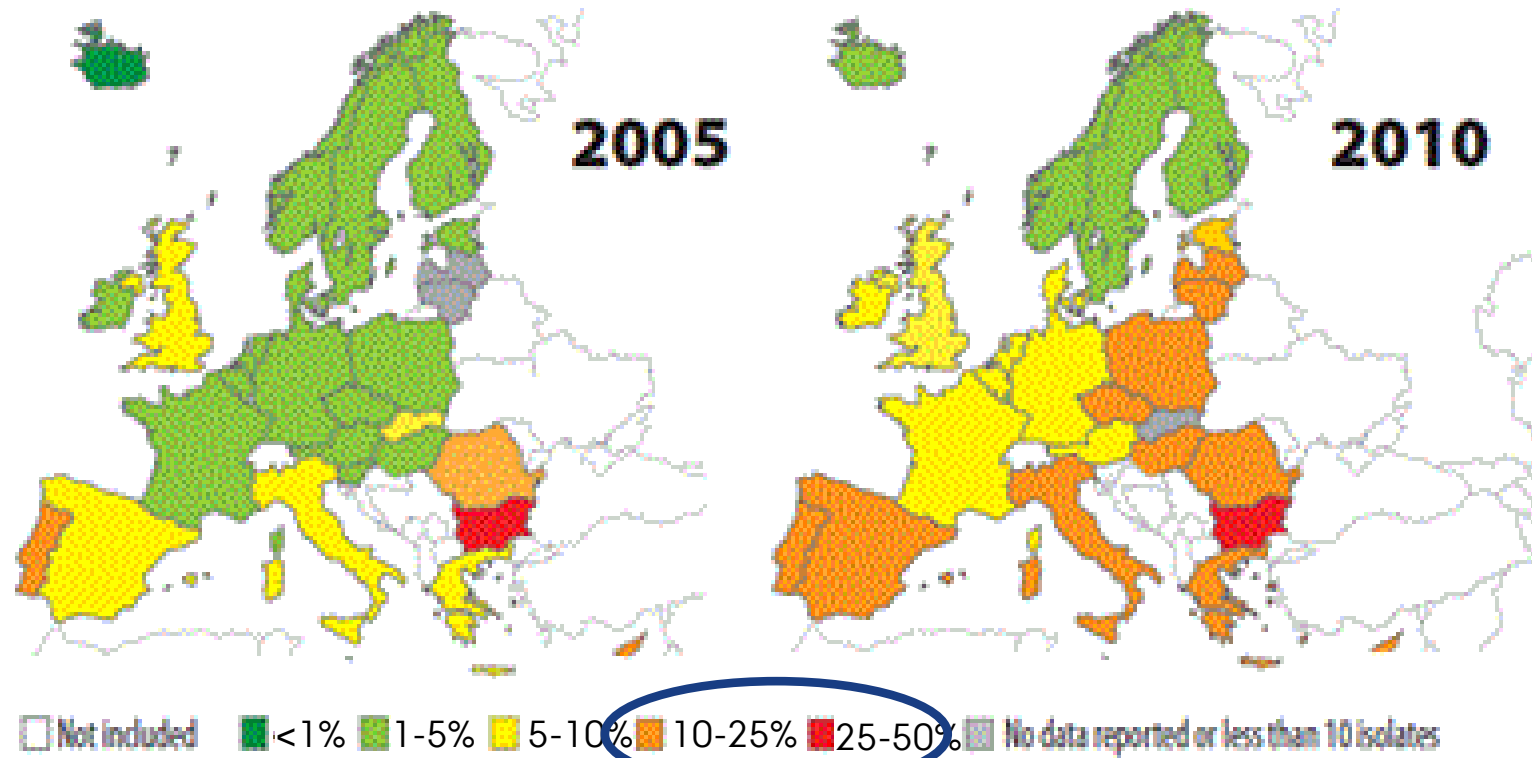 2005
2010
Not included <1% 1-5% 5-10% 10-25% 25-50% No data reported or less than 10 isolates